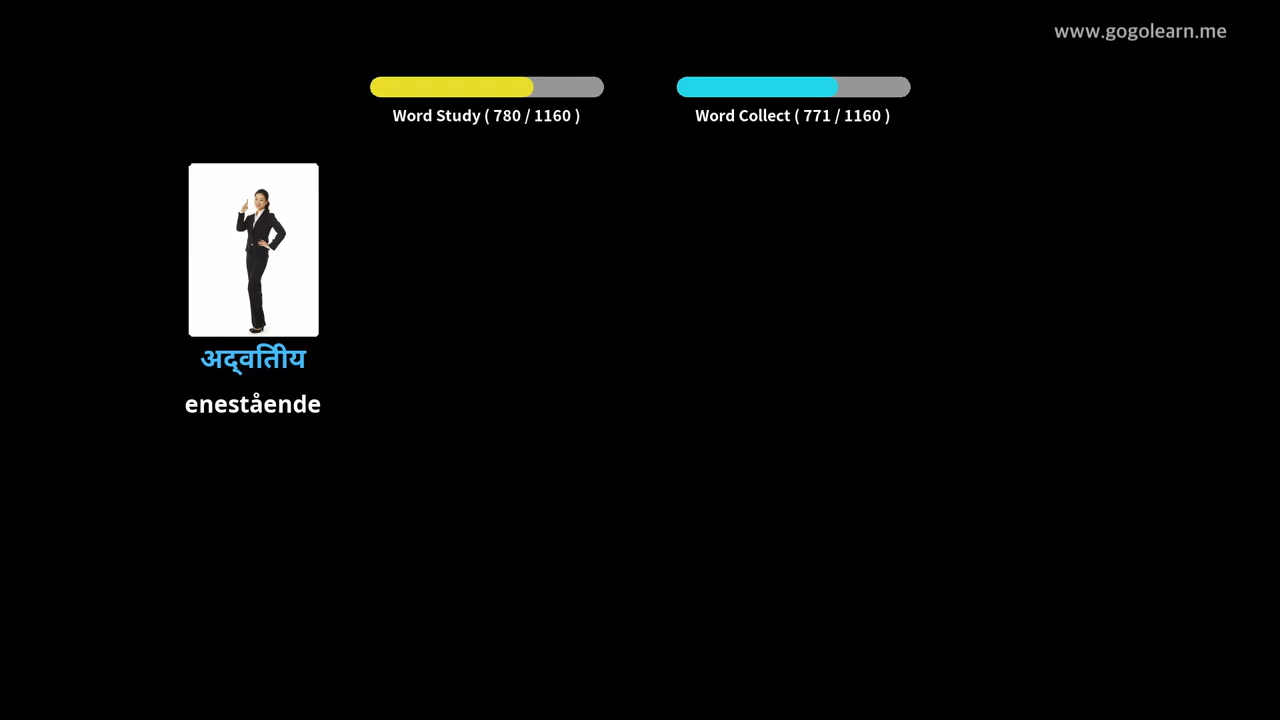 www.gogolearn.me
Word Study ( 780 / 1160 )
Word Collect ( 771 / 1160 )
अद्वितीय
enestående